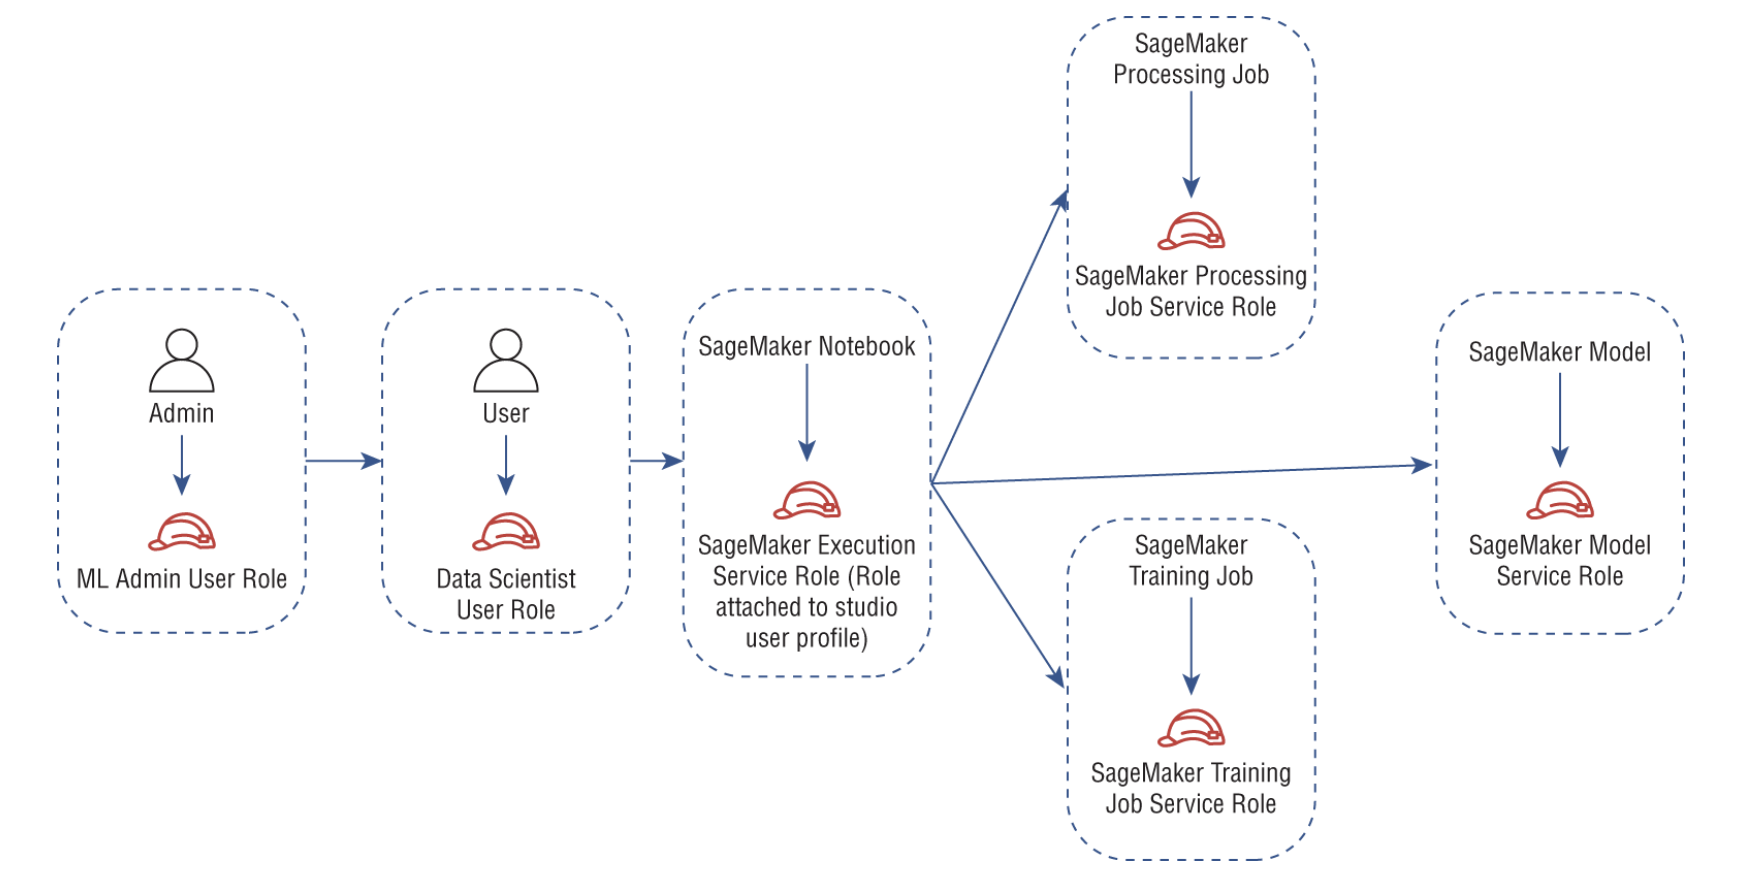 Admin
ML Admin User Role
User
Data Scientist
User Role
SageMaker Notebook
SageMaker Execution
Service Role (Role
attached to studio
user profile)
SageMaker
Processing Job
SageMaker Processing
Job Service Role
SageMaker
Training Job
SageMaker Training
Job Service Role
SageMaker Model
SageMaker Model
Service Role